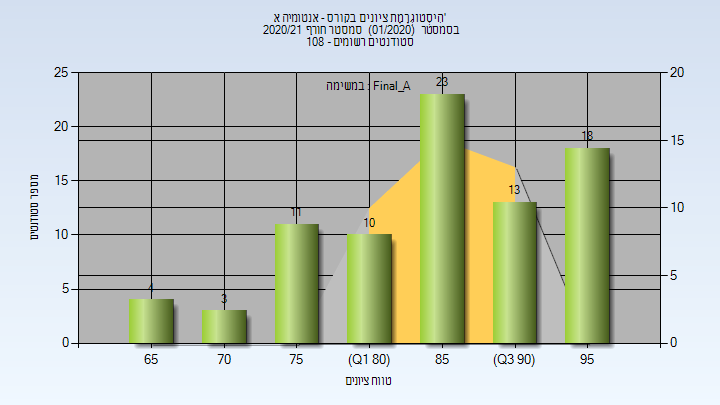 היסטוגרמת ציונים בקורס - אנטומיה א'
בסמסטר (01/2020) סמסטר חורף 2020/21
סטודנטים רשומים - 108
במשימה : Final_A
25
20
15
10
5
0
20
15
10
5
0
מספר סטודנטים
4
3
11
10
23
13
18
65
70
75
(Q1 80)
85
(Q3 90)
95
טווח ציונים